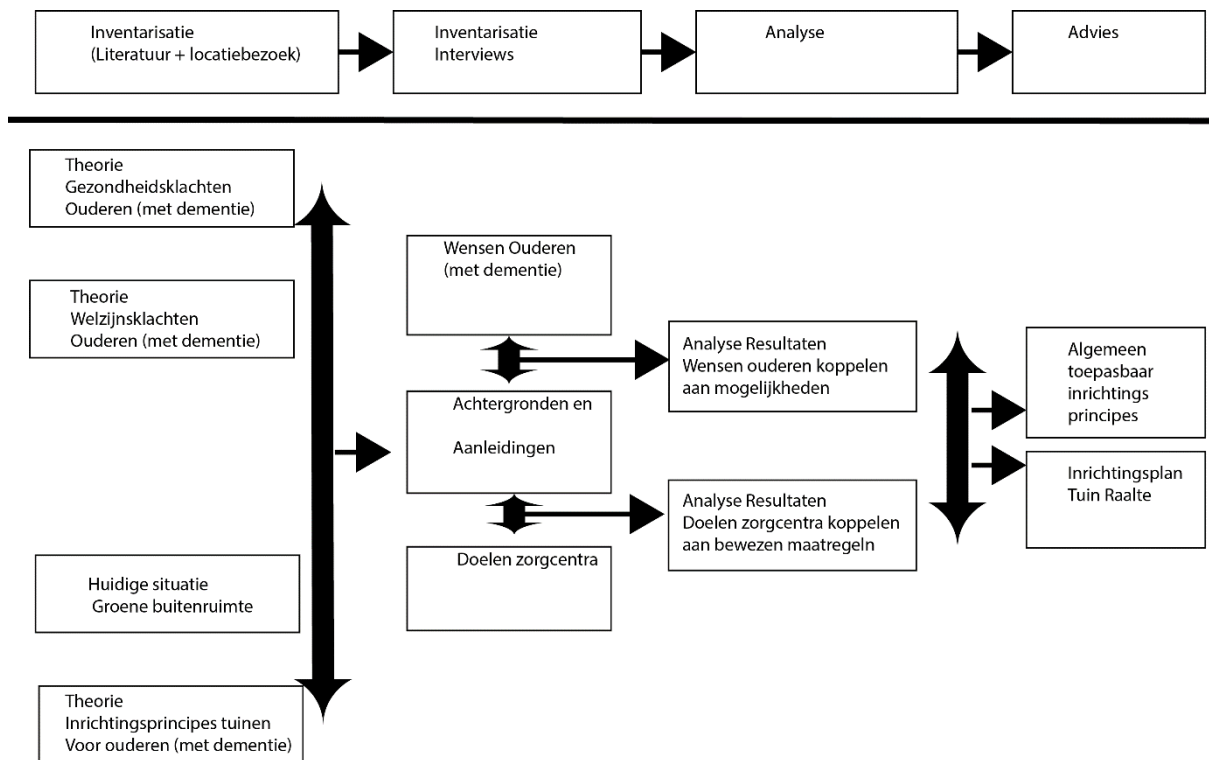 Inventarisatie
(Literatuur + locatiebezoek)
Inventarisatie
Interviews
Analyse
Advies
Theorie
Gezondheidsklachten
Ouderen (met dementie)
Theorie
Welzijnsklachten
Ouderen (met dementie)
Huidige situatie
Groene buitenruimte
Theorie
Inrichtingsprincipes tuinen
Voor ouderen (met dementie)
Wensen Ouderen
(met dementie)
Achtergronden en
Aanleidingen
Doelen zorgcentra
Analyse Resultaten
Wensen ouderen koppelen
aan mogelijkheden
Analyse Resultaten
Doelen zorgcentra koppelen
aan bewezen maatregeln
Algemeen
toepasbaar
inrichtings
principes
Inrichtingsplan
Tuin Raalte